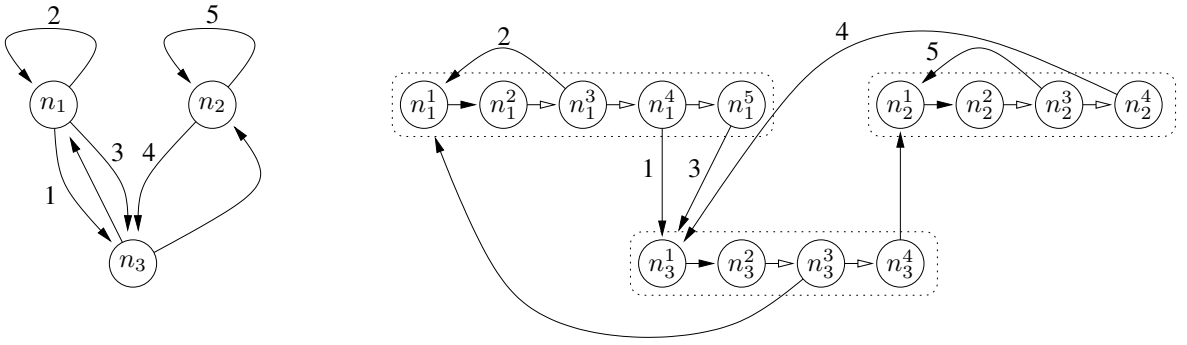 2
5
n₁
n₂
3
4
1
n₃
4
2
5
n₁¹ n₁² n₁³ n₁⁴ n₁⁵
n₂¹ n₂² n₂³ n₂⁴
1
3
n₃¹ n₃² n₃³ n₃⁴